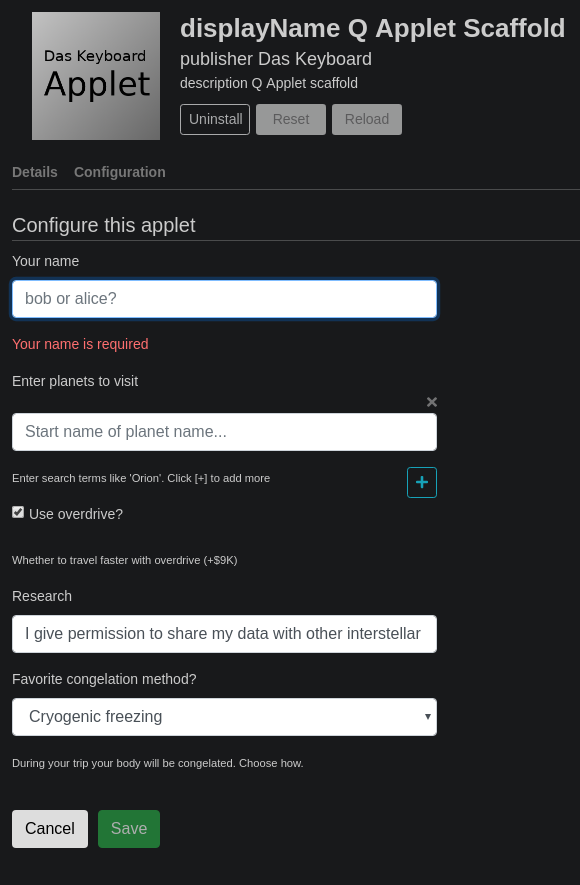 Das Keyboard
Applet
displayName Q Applet Scaffold
publisher Das Keyboard
description Q Applet scaffold
Uninstall Reset Reload
Details Configuration
Configure this applet
Your name
bob or alice?
Your name is required
Enter planets to visit
×
Start name of planet name...
Enter search terms like 'Orion'. Click [+] to add more
+
Use overdrive?
Whether to travel faster with overdrive (+$9K)
Research
I give permission to share my data with other interstellar
Favorite congelation method?
Cryogenic freezing
During your trip your body will be congelated. Choose how.
Cancel Save